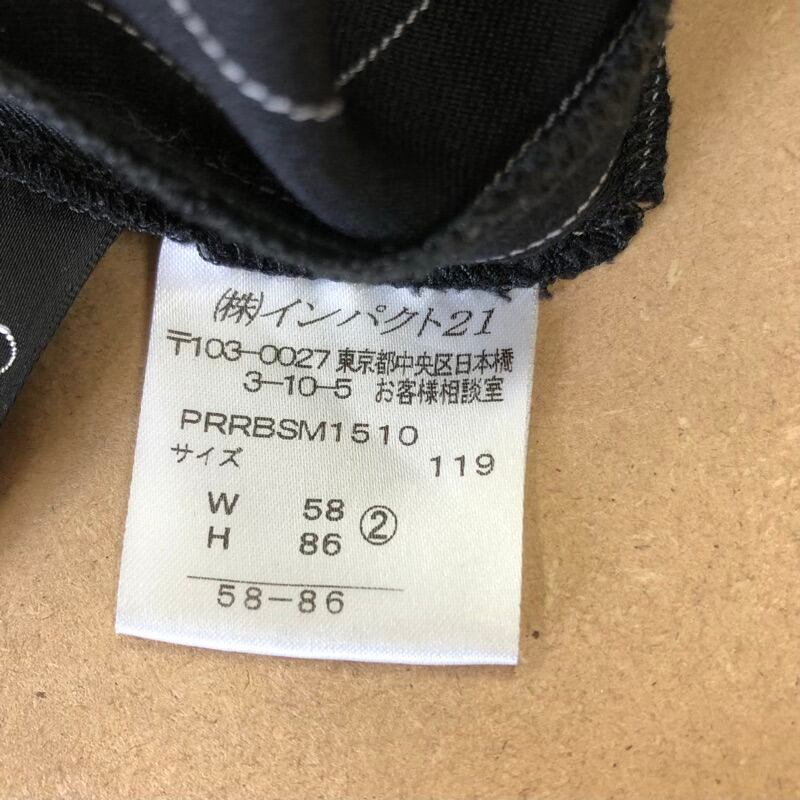 (株)インパクト21
〒103-0027 東京都中央区日本橋
3-10-5 お客様相談室
PRRBSM1510
サイズ 119
W 58 ②
H 86
58-86